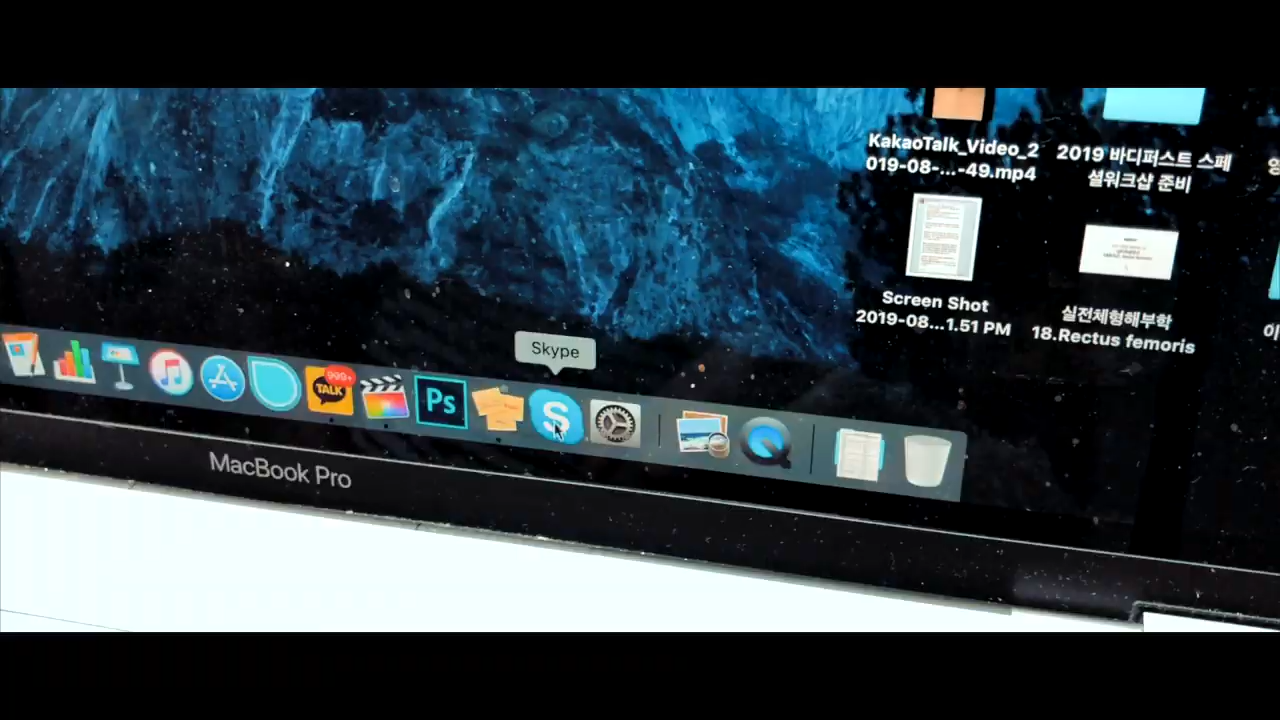 KakaoTalk_Video_2
019-08-...-49.mp4
2019 바디퍼스트 스페
셜워크샵 준비
Screen Shot
2019-08...1.51 PM
실전체형해부학
18.Rectus femoris
Skype
999+
TALK
Ps
S
MacBook Pro